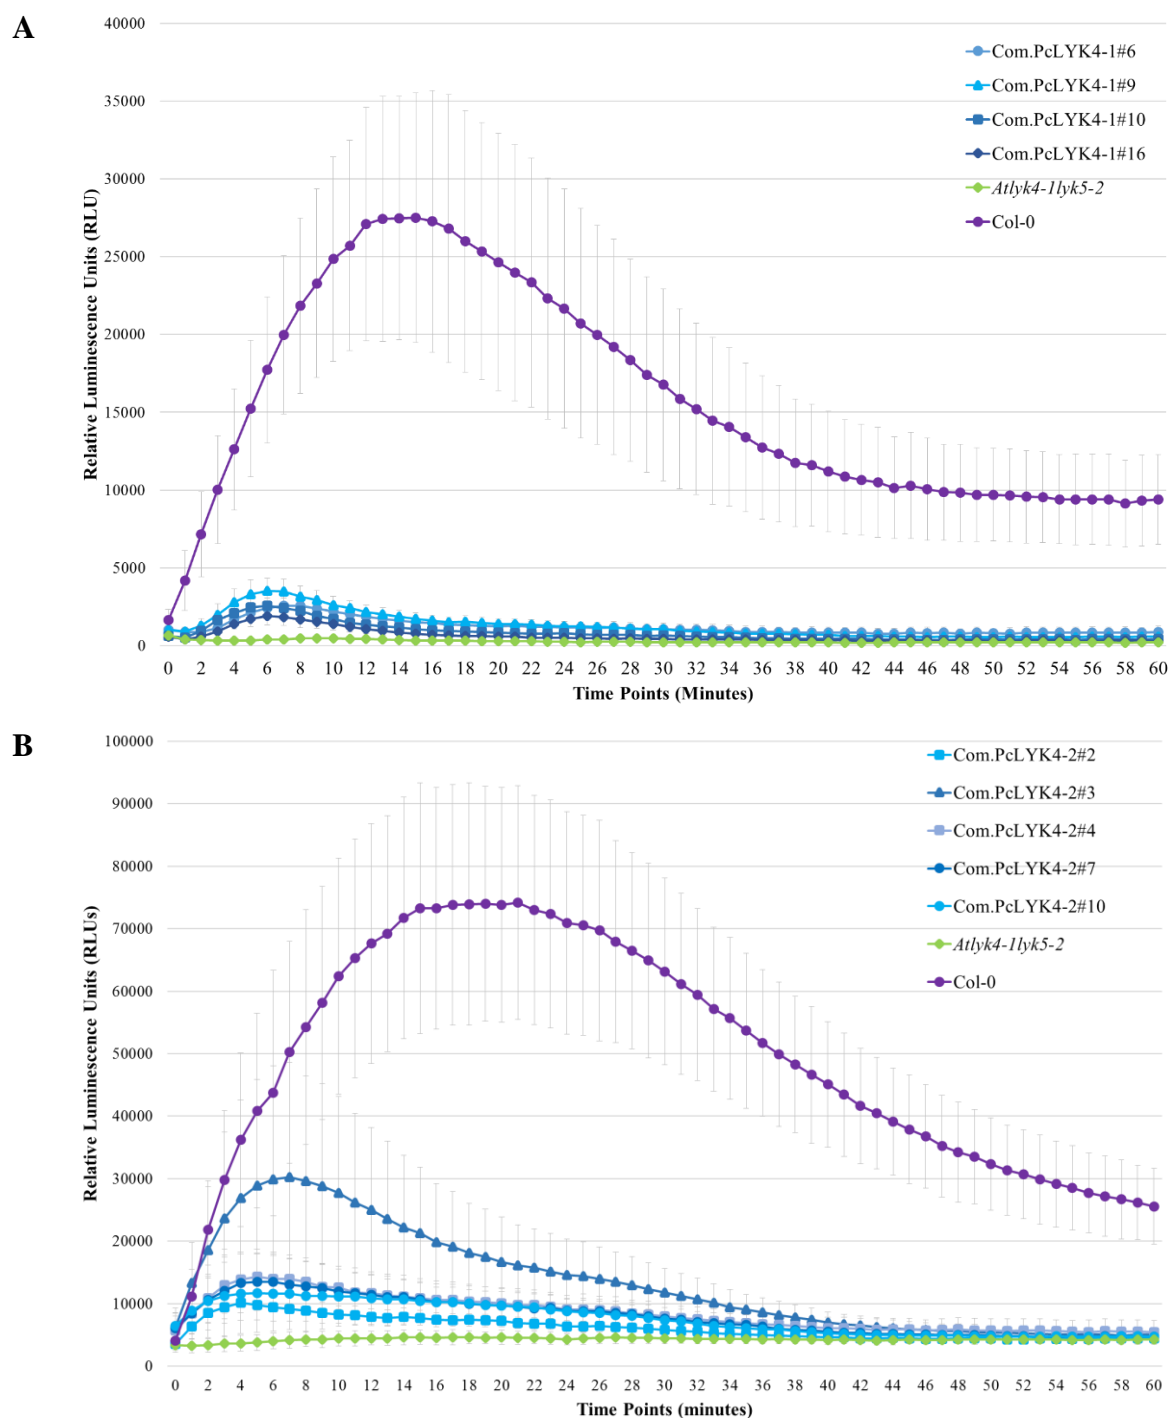 A
40000
35000
30000
25000
20000
15000
10000
5000
0
Relative Luminescence Units (RLU)
Com.PcLYK4-1#6
Com.PcLYK4-1#9
Com.PcLYK4-1#10
Com.PcLYK4-1#16
Atlyk4-1lyk5-2
Col-0
0 2 4 6 8 10 12 14 16 18 20 22 24 26 28 30 32 34 36 38 40 42 44 46 48 50 52 54 56 58 60
Time Points (Minutes)
B
100000
90000
80000
70000
60000
50000
40000
30000
20000
10000
0
Relative Luminescence Units (RLUs)
Com.PcLYK4-2#2
Com.PcLYK4-2#3
Com.PcLYK4-2#4
Com.PcLYK4-2#7
Com.PcLYK4-2#10
Atlyk4-1lyk5-2
Col-0
0 2 4 6 8 10 12 14 16 18 20 22 24 26 28 30 32 34 36 38 40 42 44 46 48 50 52 54 56 58 60
Time Points (minutes)